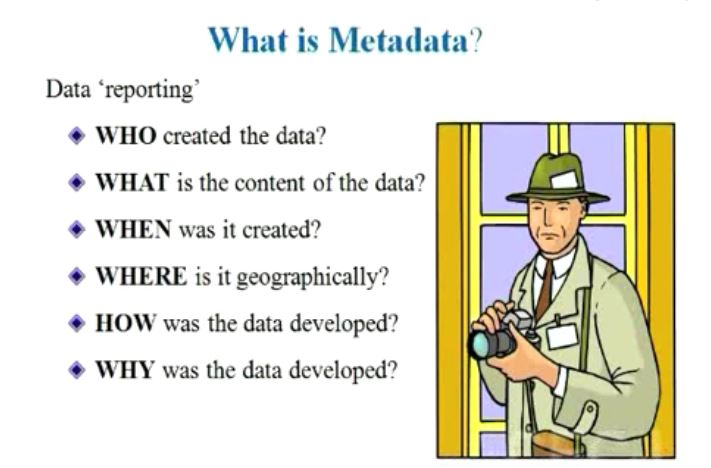 What is Metadata?
Data ‘reporting’
WHO created the data?
WHAT is the content of the data?
WHEN was it created?
WHERE is it geographically?
HOW was the data developed?
WHY was the data developed?